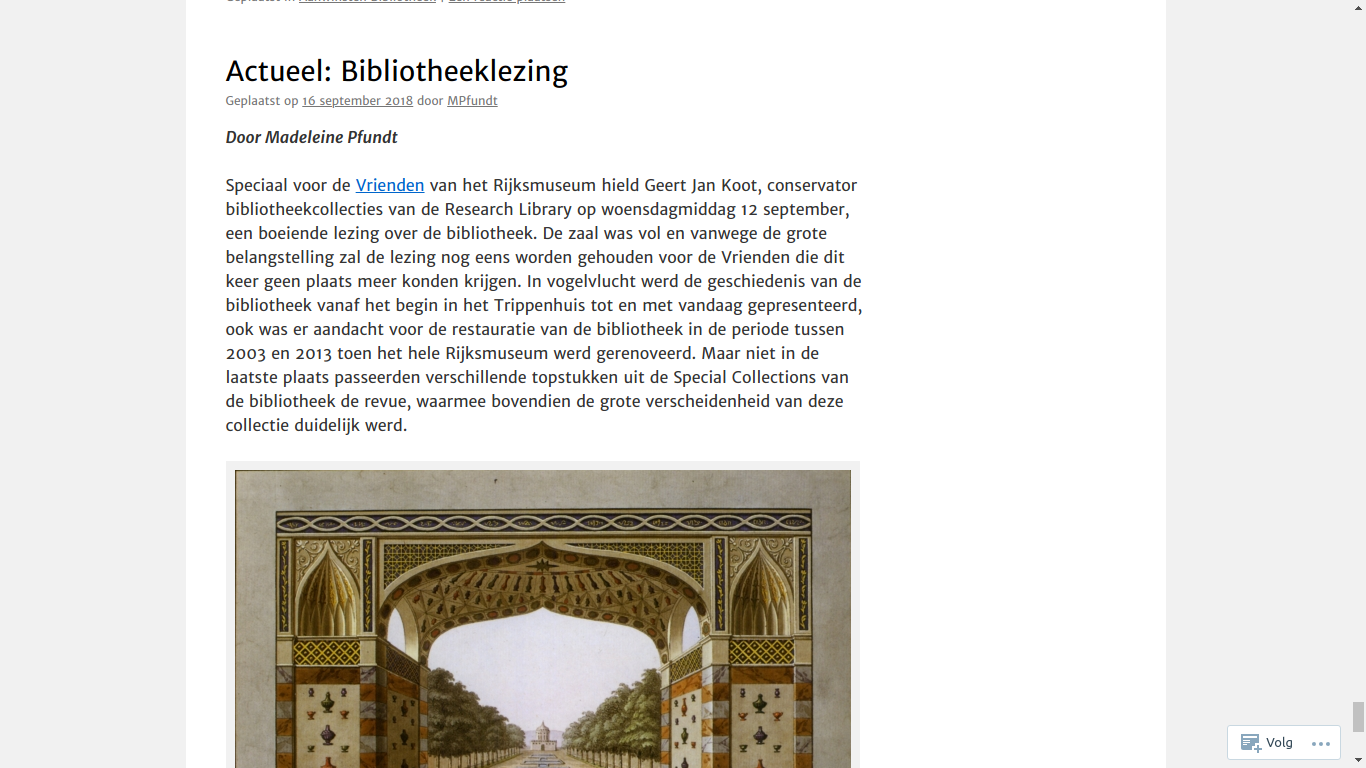 Geplaatst in Aanwinsten Bibliotheek | Een reactie plaatsen
Actueel: Bibliotheeklezing
Geplaatst op 16 september 2018 door MPfundt
Door Madeleine Pfundt
Speciaal voor de Vrienden van het Rijksmuseum hield Geert Jan Koot, conservator
bibliotheekcollecties van de Research Library op woensdagmiddag 12 september,
een boeiende lezing over de bibliotheek. De zaal was vol en vanwege de grote
belangstelling zal de lezing nog eens worden gehouden voor de Vrienden die dit
keer geen plaats meer konden krijgen. In vogelvlucht werd de geschiedenis van de
bibliotheek vanaf het begin in het Trippenhuis tot en met vandaag gepresenteerd,
ook was er aandacht voor de restauratie van de bibliotheek in de periode tussen
2003 en 2013 toen het hele Rijksmuseum werd gerenoveerd. Maar niet in de
laatste plaats passeerden verschillende topstukken uit de Special Collections van
de bibliotheek de revue, waarmee bovendien de grote verscheidenheid van deze
collectie duidelijk werd.
Volg